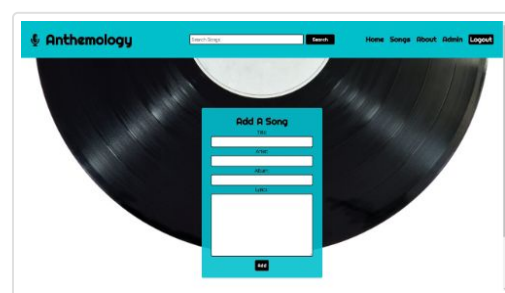 Anthemology
Search Songs
Search
Home Songs About Admin Logout
Add A Song
Title
Artist
Album
Lyrics
Add